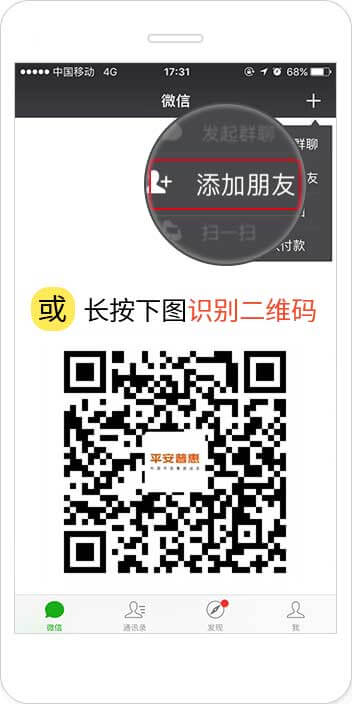 中国移动 4G 17:31 68%
微信
发起群聊
群聊
添加朋友
友
扫一扫
付款
或 长按下图识别二维码
平安普惠
微信 通讯录 发现 我